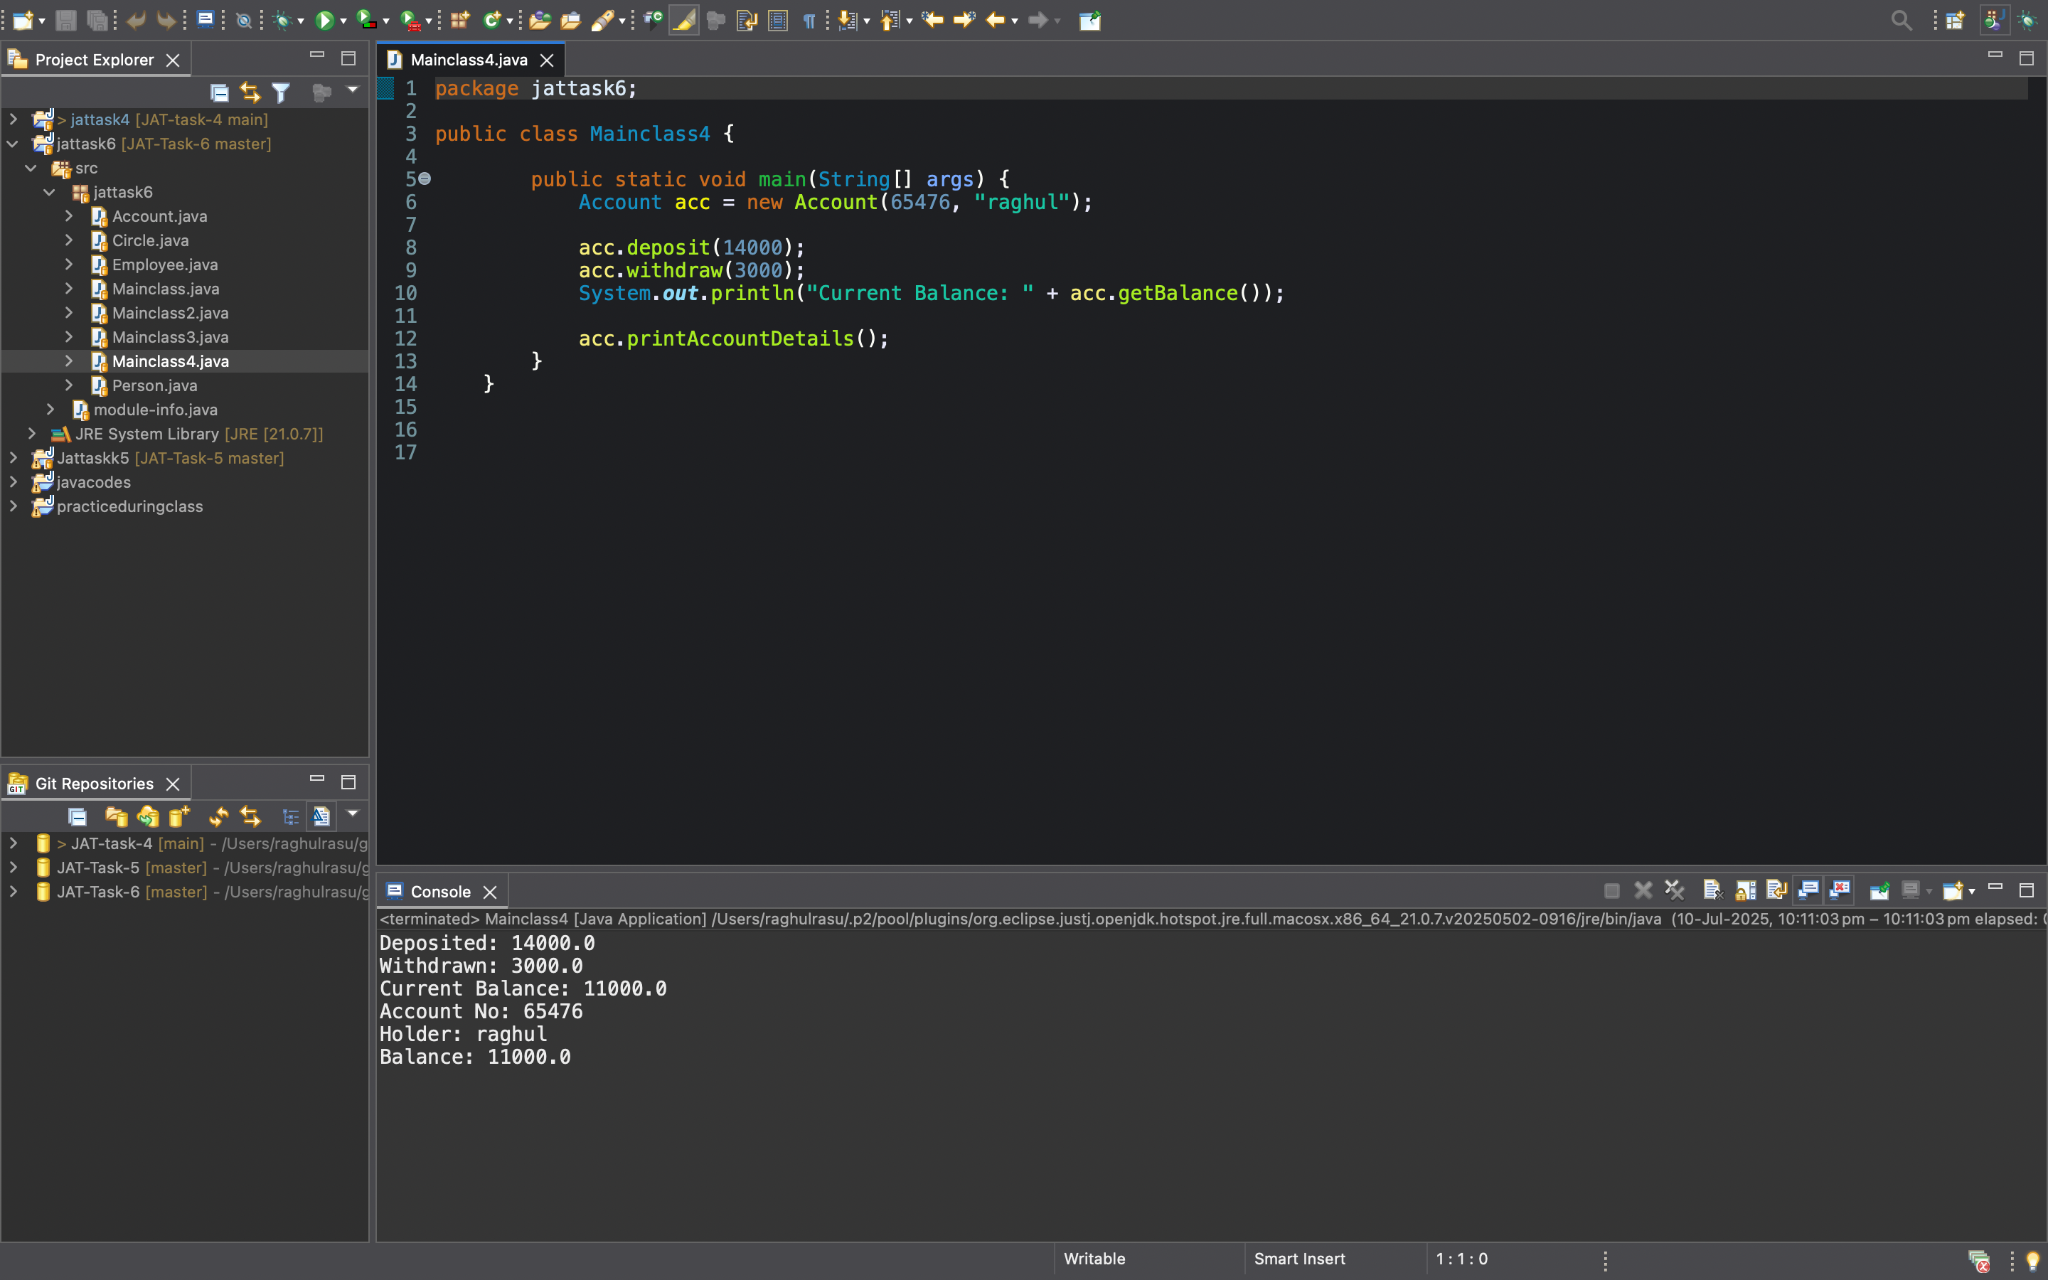 Project Explorer
> jattask4 [JAT-task-4 main]
jattask6 [JAT-Task-6 master]
src
jattask6
Account.java
Circle.java
Employee.java
Mainclass.java
Mainclass2.java
Mainclass3.java
Mainclass4.java
Person.java
module-info.java
JRE System Library [JRE [21.0.7]]
Jattaskk5 [JAT-Task-5 master]
javacodes
practiceduringclass
Git Repositories
> JAT-task-4 [main] - /Users/raghulrasu/g
JAT-Task-5 [master] - /Users/raghulrasu/g
JAT-Task-6 [master] - /Users/raghulrasu/g
Mainclass4.java
1 package jattask6;
2
3 public class Mainclass4 {
4
5 public static void main(String[] args) {
6 Account acc = new Account(65476, "raghul");
7
8 acc.deposit(14000);
9 acc.withdraw(3000);
10 System.out.println("Current Balance: " + acc.getBalance());
11
12 acc.printAccountDetails();
13 }
14 }
15
16
17
Console
<terminated> Mainclass4 [Java Application] /Users/raghulrasu/.p2/pool/plugins/org.eclipse.justj.openjdk.hotspot.jre.full.macosx.x86_64_21.0.7.v20250502-0916/jre/bin/java (10-Jul-2025, 10:11:03 pm – 10:11:03 pm elapsed:
Deposited: 14000.0
Withdrawn: 3000.0
Current Balance: 11000.0
Account No: 65476
Holder: raghul
Balance: 11000.0
Writable
Smart Insert
1 : 1 : 0